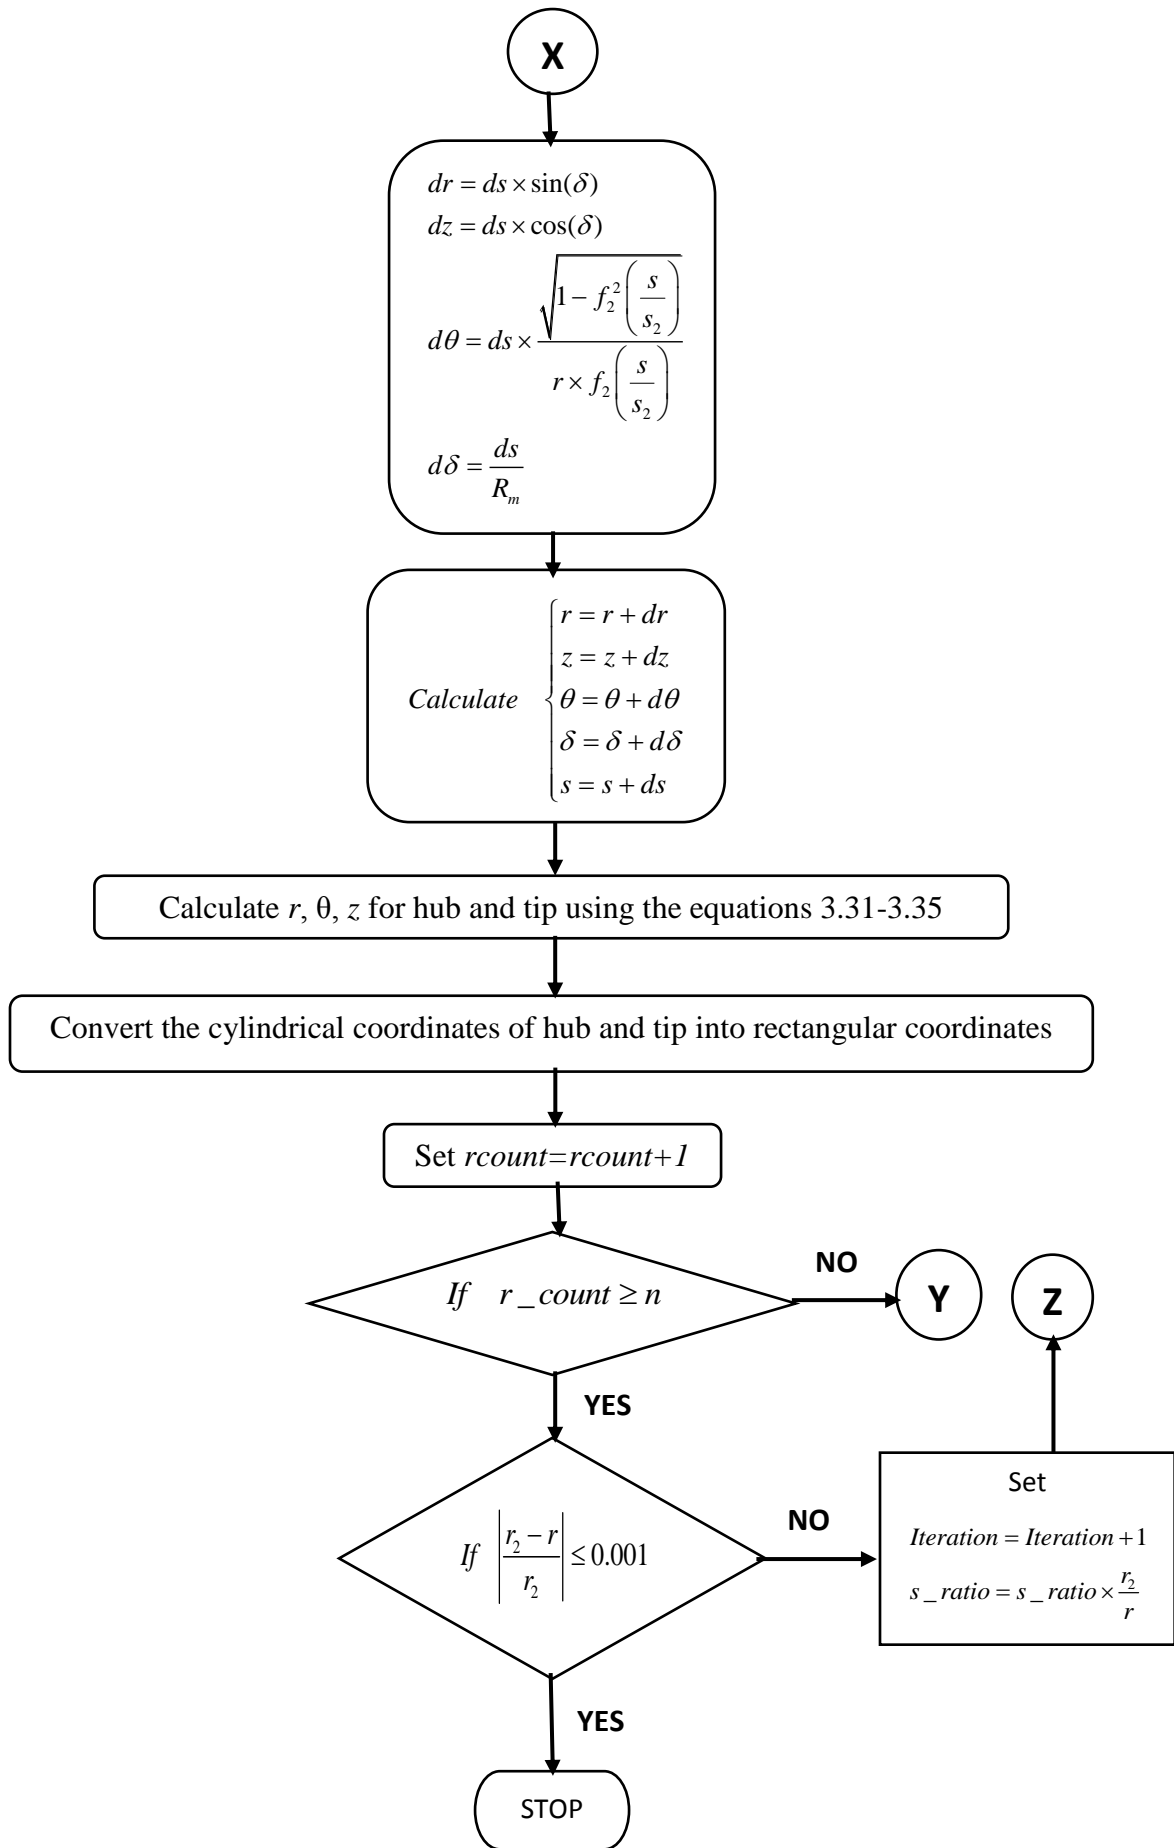 X
dr = ds × sin(δ)
dz = ds × cos(δ)
dθ = ds × √(1 − f₂²(s/s₂)) / (r × f₂(s/s₂))
dδ = ds/Rₘ
Calculate { r = r + dr
z = z + dz
θ = θ + dθ
δ = δ + dδ
s = s + ds
Calculate r, θ, z for hub and tip using the equations 3.31-3.35
Convert the cylindrical coordinates of hub and tip into rectangular coordinates
Set rcount=rcount+1
If r_count ≥ n
NO
Y
Z
YES
If |(r₂ − r)/r₂| ≤ 0.001
NO
Set
Iteration = Iteration + 1
s_ratio = s_ratio × r₂/r
YES
STOP